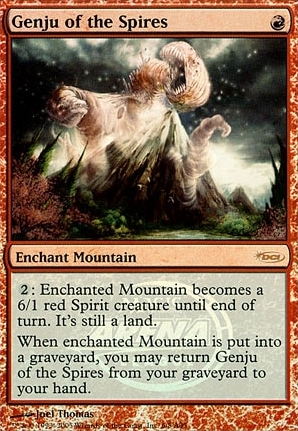 Genju of the Spires
Enchant Mountain
DCI
2: Enchanted Mountain becomes a
6/1 red Spirit creature until end of
turn. It's still a land.
When enchanted Mountain is put into
a graveyard, you may return Genju
of the Spires from your graveyard to
your hand.
Joel Thomas